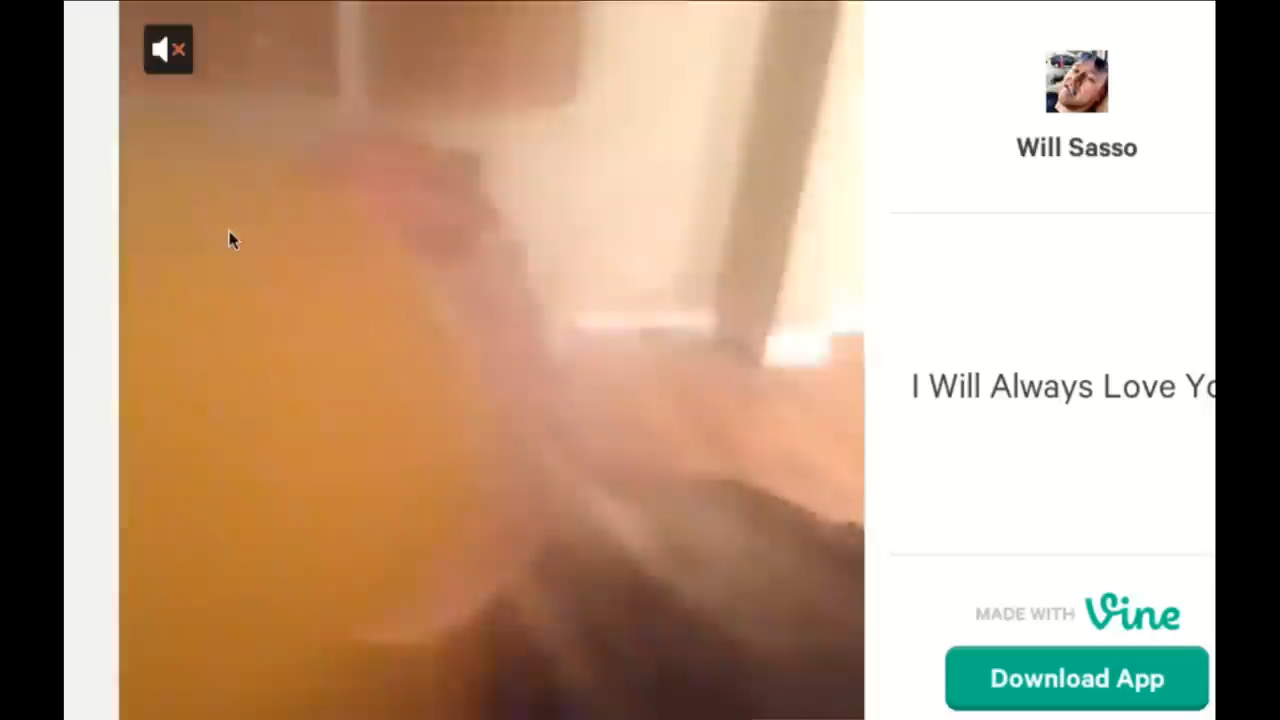 Will Sasso
I Will Always Love Yo
MADE WITH Vine
Download App